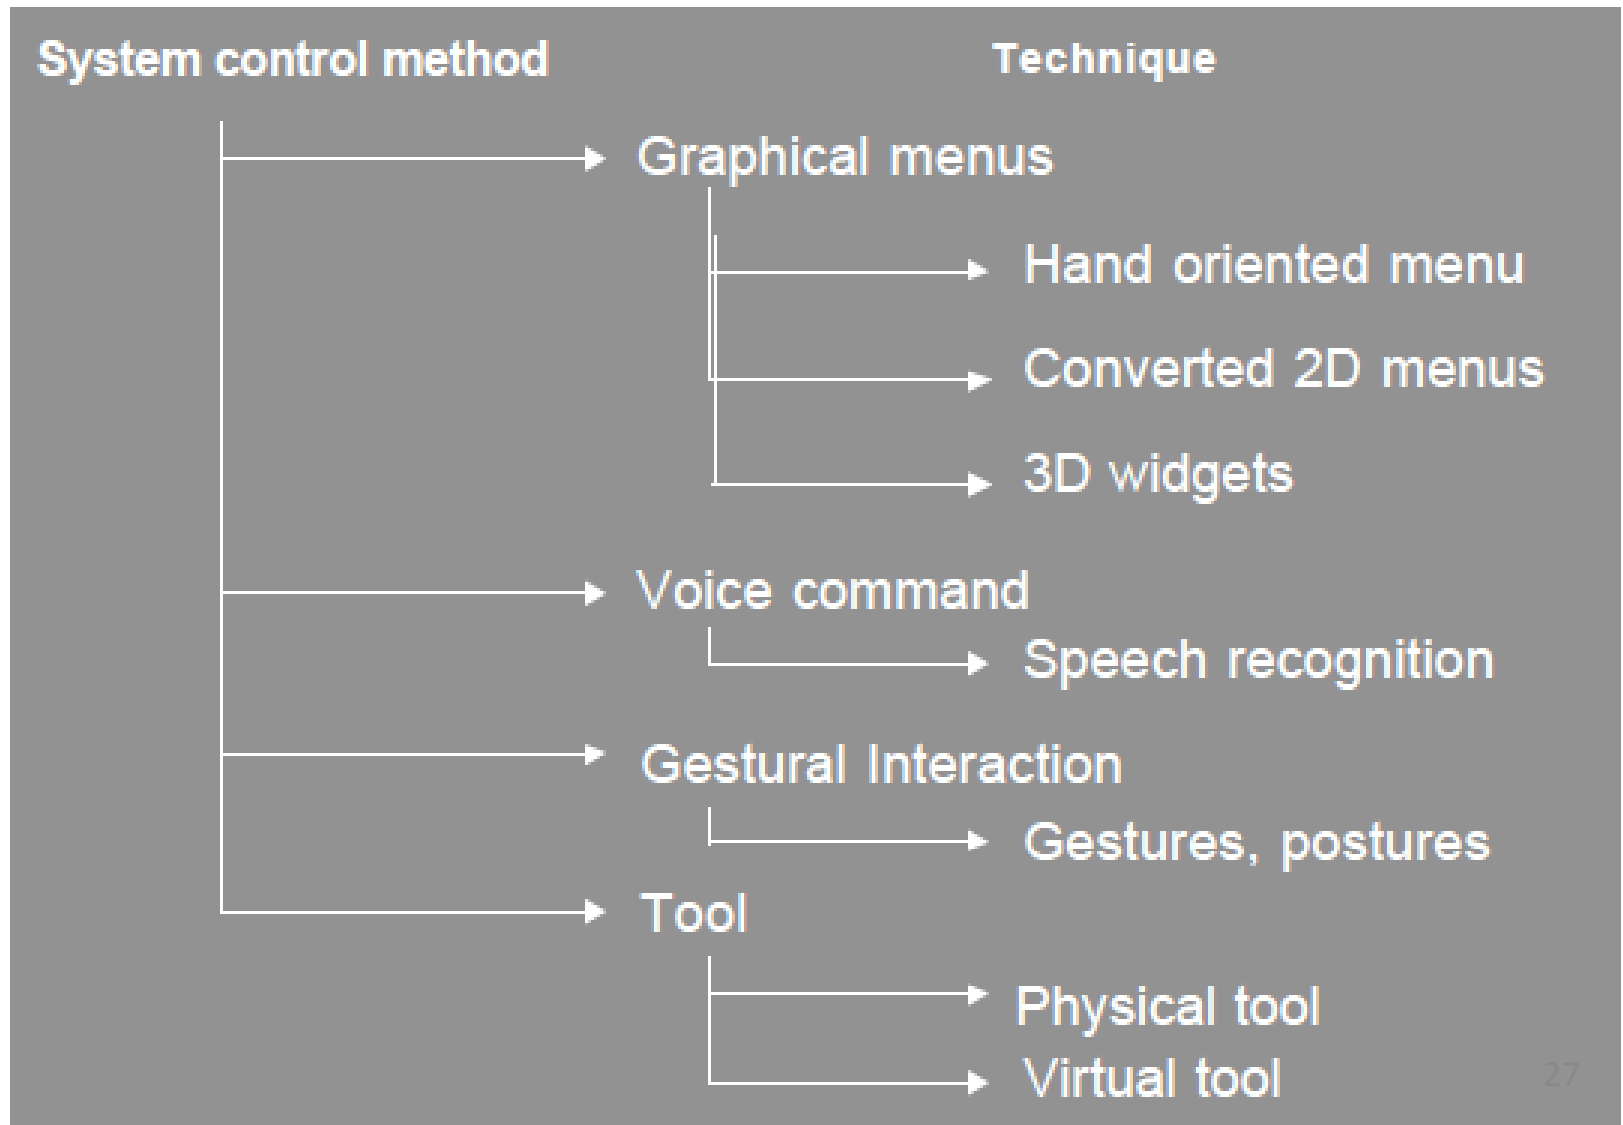 System control method
Technique
Graphical menus
Hand oriented menu
Converted 2D menus
3D widgets
Voice command
Speech recognition
Gestural Interaction
Gestures, postures
Tool
Physical tool
Virtual tool
27